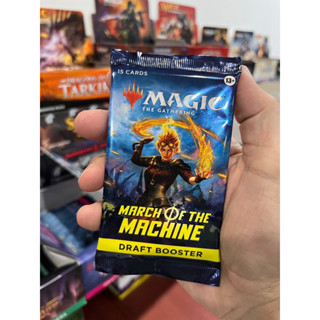 15 CARDS
13+
MAGIC
THE GATHERING
MARCH OF THE
MACHINE
DRAFT BOOSTER
TARKIR